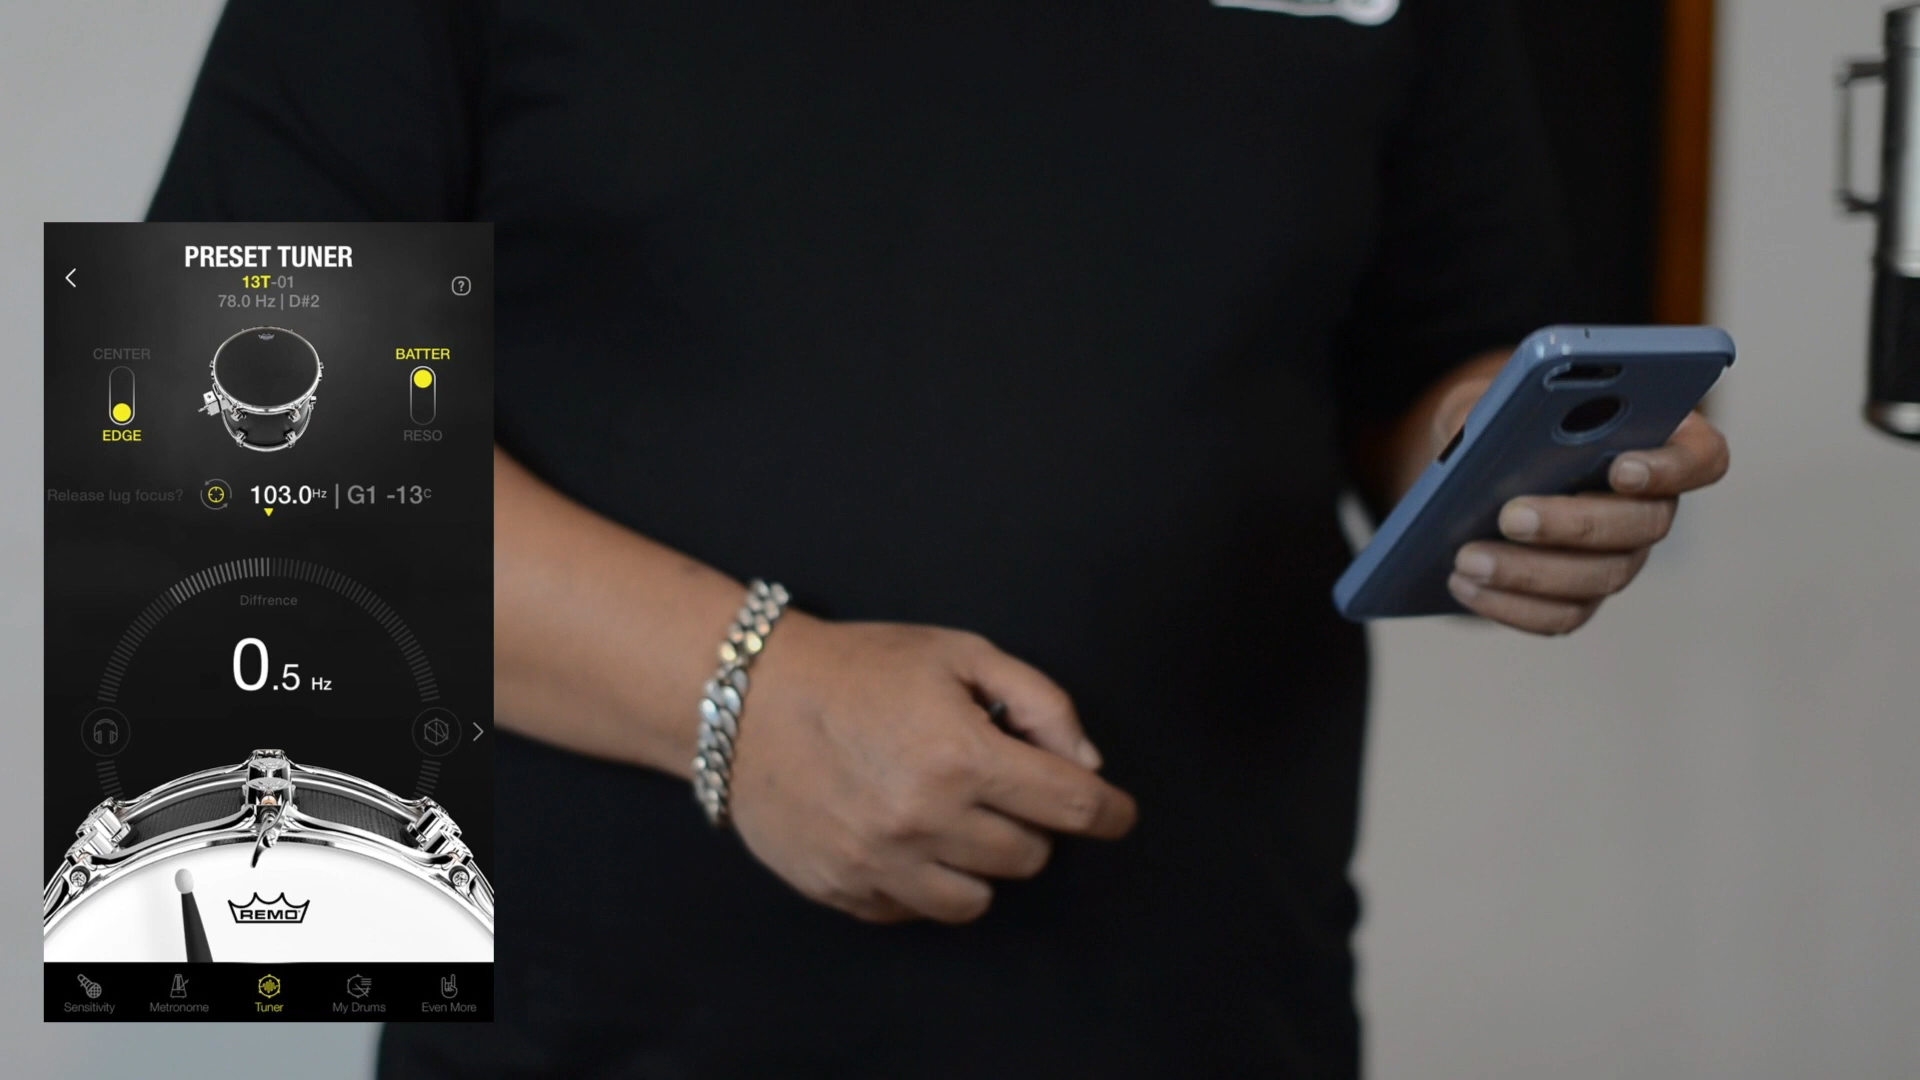 PRESET TUNER
13T-01
78.0 Hz | D#2
?
CENTER
BATTER
EDGE
RESO
Release lug focus?
103.0Hz | G1 -13c
Diffrence
0.5 Hz
REMO
Sensitivity
Metronome
Tuner
My Drums
Even More